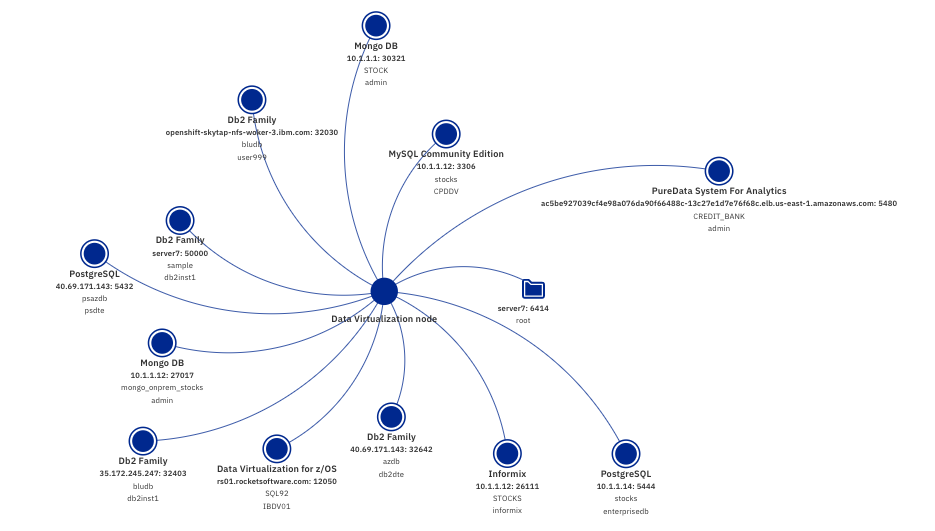 Mongo DB
10.1.1.1: 30321
STOCK
admin
Db2 Family
openshift-skytap-nfs-woker-3.ibm.com: 32030
bludb
user999
MySQL Community Edition
10.1.1.12: 3306
stocks
CPDDV
PureData System For Analytics
ac5be927039cf4e98a076da90f66488c-13c27e1d7e76f68c.elb.us-east-1.amazonaws.com: 5480
CREDIT_BANK
admin
Db2 Family
server7: 50000
sample
db2inst1
PostgreSQL
40.69.171.143: 5432
psazdb
psdte
server7: 6414
root
Data Virtualization node
Mongo DB
10.1.1.12: 27017
mongo_onprem_stocks
admin
Db2 Family
40.69.171.143: 32642
azdb
db2dte
Db2 Family
35.172.245.247: 32403
bludb
db2inst1
Data Virtualization for z/OS
rs01.rocketsoftware.com: 12050
SQL92
IBDV01
Informix
10.1.1.12: 26111
STOCKS
informix
PostgreSQL
10.1.1.14: 5444
stocks
enterprisedb